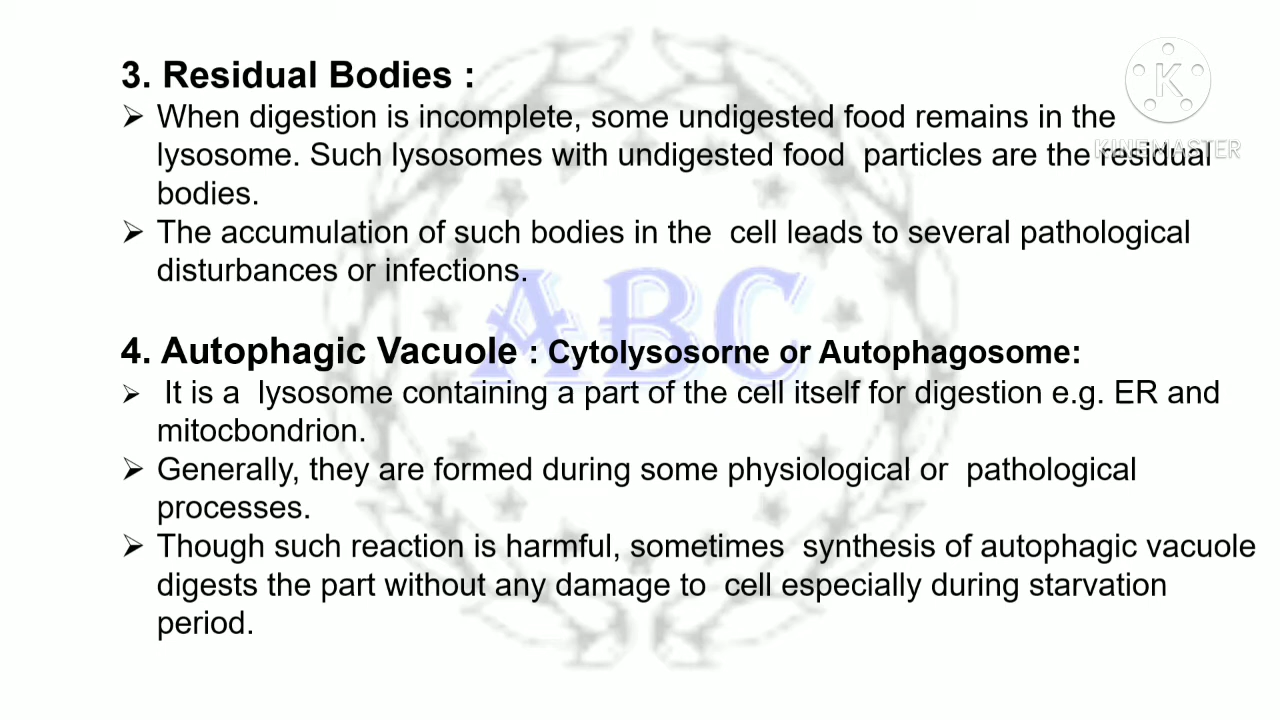 3. Residual Bodies :
➢ When digestion is incomplete, some undigested food remains in the
lysosome. Such lysosomes with undigested food particles are the residual
bodies.
➢ The accumulation of such bodies in the cell leads to several pathological
disturbances or infections.
4. Autophagic Vacuole : Cytolysosorne or Autophagosome:
➢ It is a lysosome containing a part of the cell itself for digestion e.g. ER and
mitocbondrion.
➢ Generally, they are formed during some physiological or pathological
processes.
➢ Though such reaction is harmful, sometimes synthesis of autophagic vacuole
digests the part without any damage to cell especially during starvation
period.
ABC
K
KINEMASTER